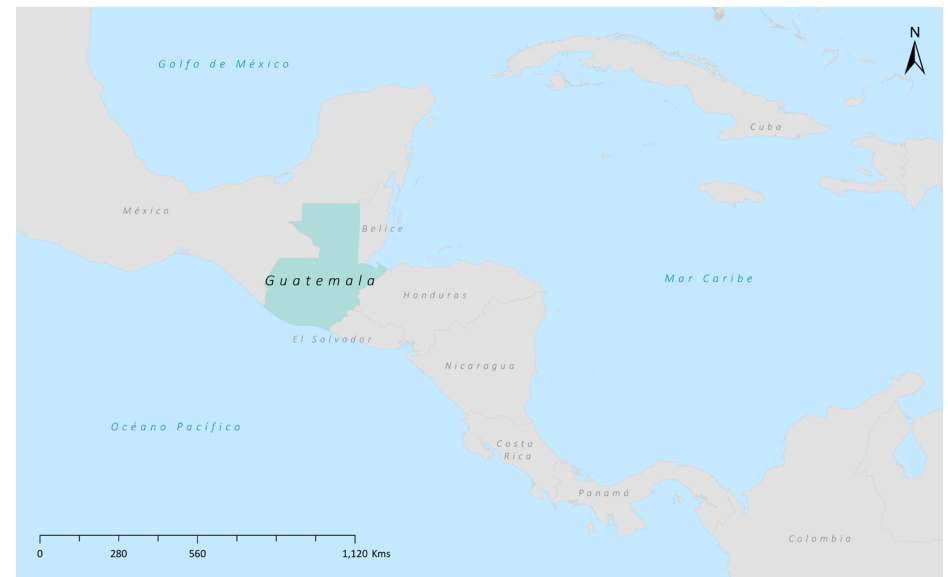 N
Golfo de México
Cuba
México
Belice
Guatemala
Mar Caribe
Honduras
El Salvador
Nicaragua
Océano Pacífico
Costa
Rica
Panamá
Colombia
0 280 560 1,120 Kms